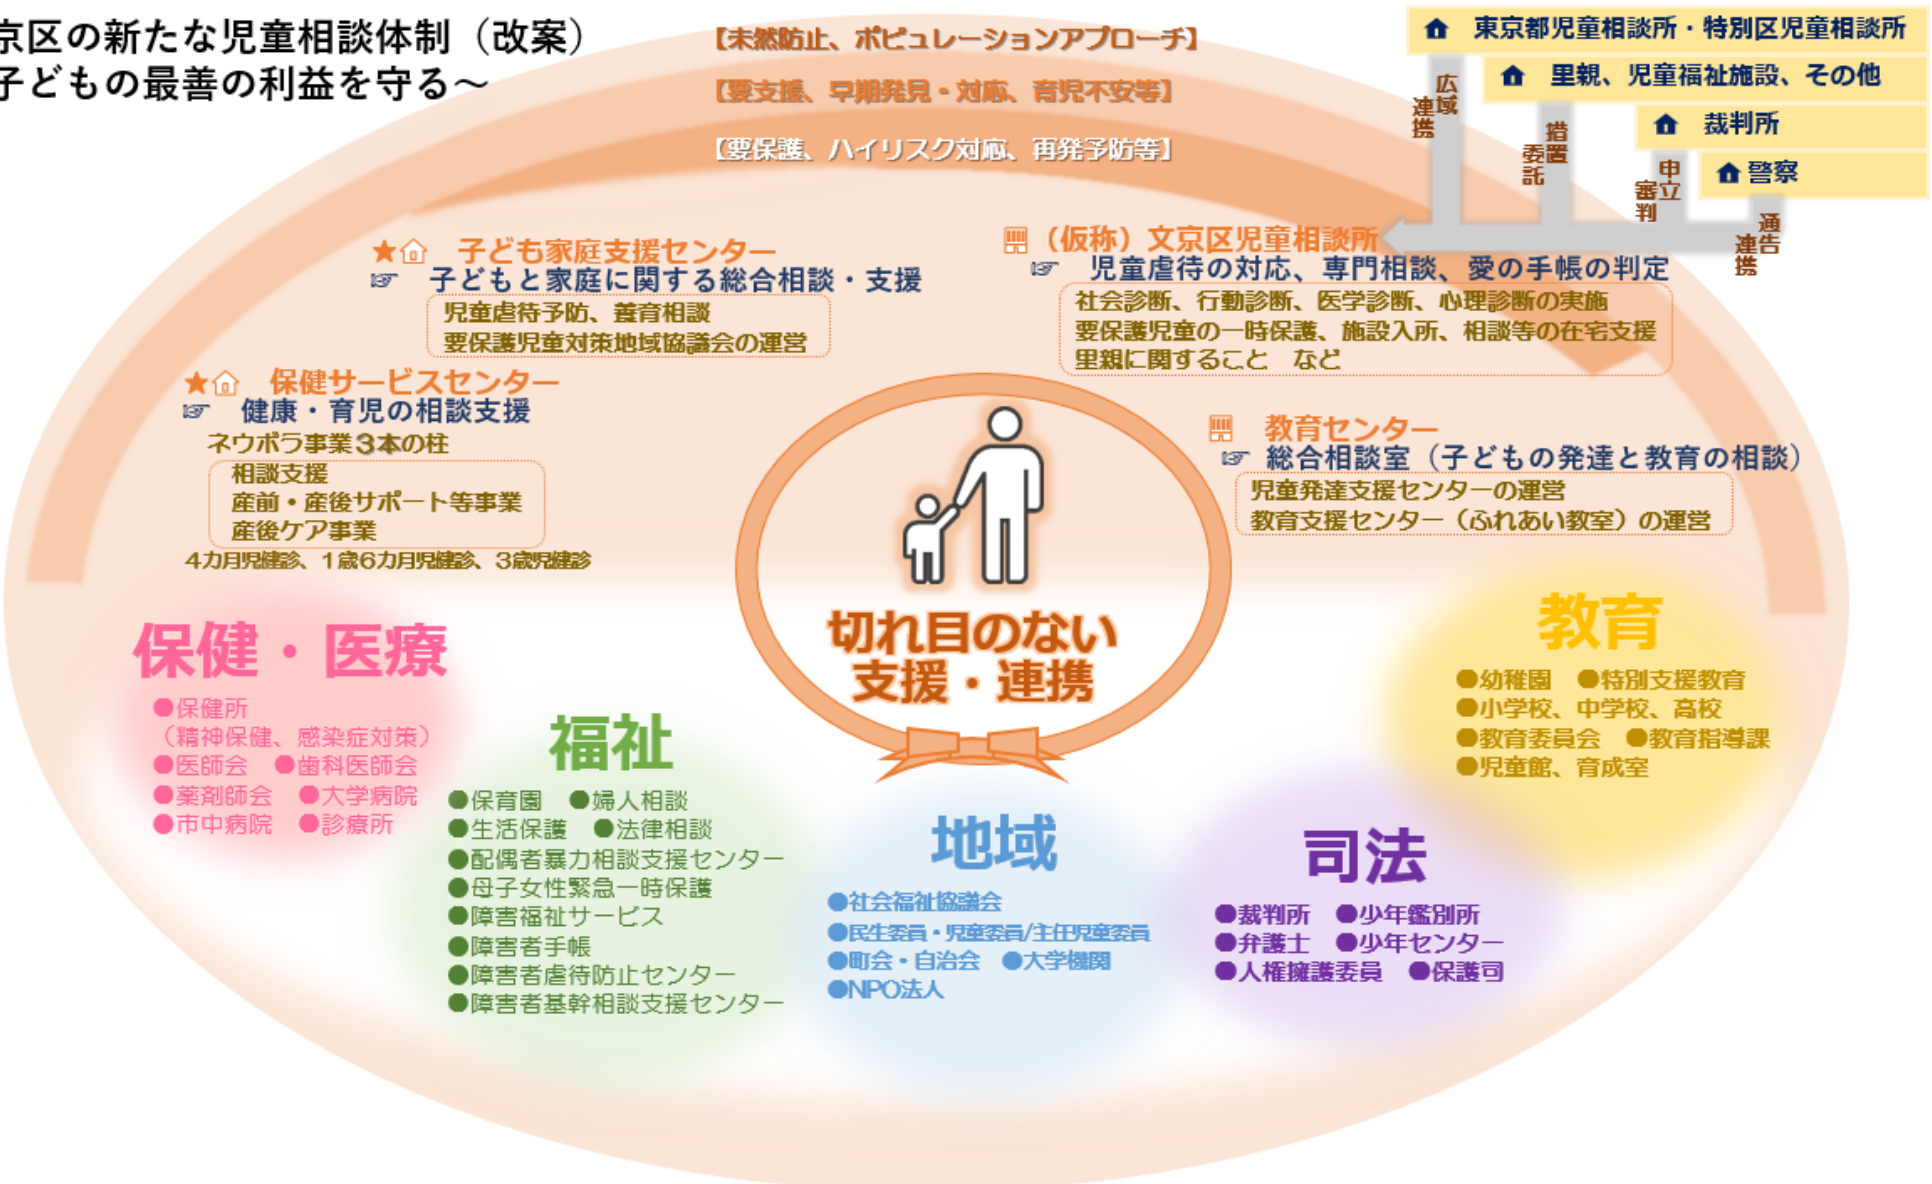 京区の新たな児童相談体制（改案）
子どもの最善の利益を守る～
【未然防止、ポピュレーションアプローチ】
【要支援、早期発見・対応、育児不安等】
【要保護、ハイリスク対応、再発予防等】
東京都児童相談所・特別区児童相談所
里親、児童福祉施設、その他
裁判所
警察
広域
連携
措置
委託
申立
審判
通告
連携
★ 子ども家庭支援センター
☞ 子どもと家庭に関する総合相談・支援
児童虐待予防、養育相談
要保護児童対策地域協議会の運営
（仮称）文京区児童相談所
☞ 児童虐待の対応、専門相談、愛の手帳の判定
社会診断、行動診断、医学診断、心理診断の実施
要保護児童の一時保護、施設入所、相談等の在宅支援
里親に関すること　など
★ 保健サービスセンター
☞ 健康・育児の相談支援
ネウボラ事業３本の柱
相談支援
産前・産後サポート等事業
産後ケア事業
4カ月児健診、1歳6カ月児健診、3歳児健診
教育センター
☞ 総合相談室（子どもの発達と教育の相談）
児童発達支援センターの運営
教育支援センター（ふれあい教室）の運営
切れ目のない
支援・連携
保健・医療
●保健所
（精神保健、感染症対策）
●医師会　●歯科医師会
●薬剤師会　●大学病院
●市中病院　●診療所
福祉
●保育園　●婦人相談
●生活保護　●法律相談
●配偶者暴力相談支援センター
●母子女性緊急一時保護
●障害福祉サービス
●障害者手帳
●障害者虐待防止センター
●障害者基幹相談支援センター
地域
●社会福祉協議会
●民生委員・児童委員/主任児童委員
●町会・自治会　●大学機関
●NPO法人
司法
●裁判所　●少年鑑別所
●弁護士　●少年センター
●人権擁護委員　●保護司
教育
●幼稚園　●特別支援教育
●小学校、中学校、高校
●教育委員会　●教育指導課
●児童館、育成室